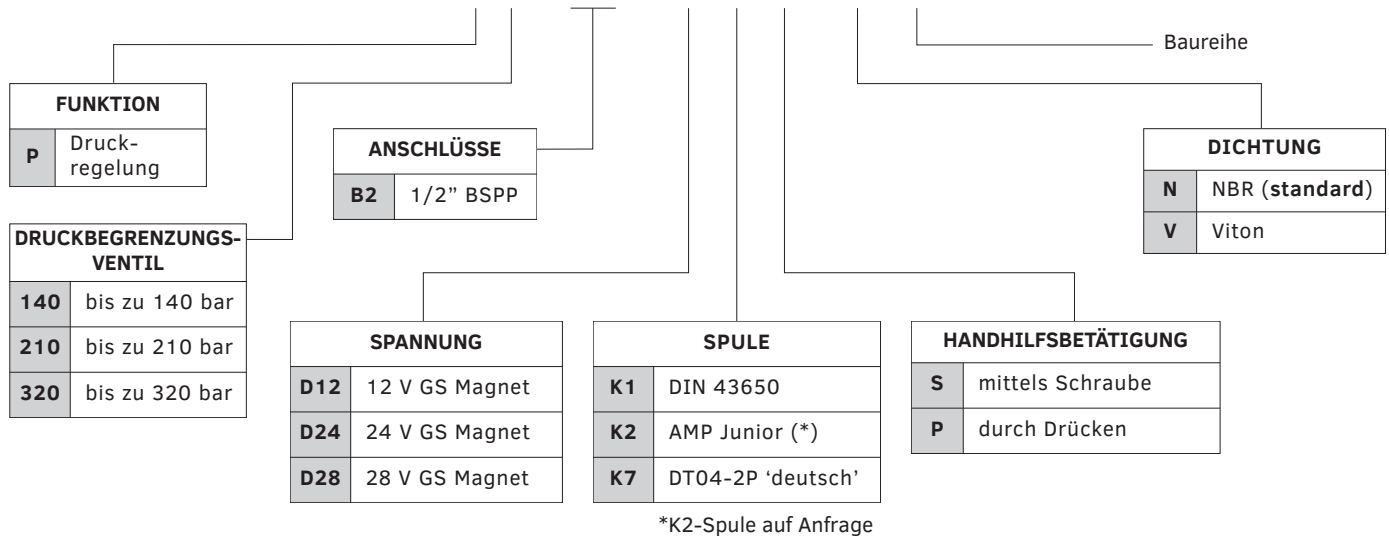 Baureihe
FUNKTION
P Druck-
regelung
ANSCHLÜSSE
B2 1/2” BSPP
DICHTUNG
N NBR (standard)
V Viton
DRUCKBEGRENZUNGS-
VENTIL
140 bis zu 140 bar
210 bis zu 210 bar
320 bis zu 320 bar
SPANNUNG
D12 12 V GS Magnet
D24 24 V GS Magnet
D28 28 V GS Magnet
SPULE
K1 DIN 43650
K2 AMP Junior (*)
K7 DT04-2P ‘deutsch’
*K2-Spule auf Anfrage
HANDHILFSBETÄTIGUNG
S mittels Schraube
P durch Drücken